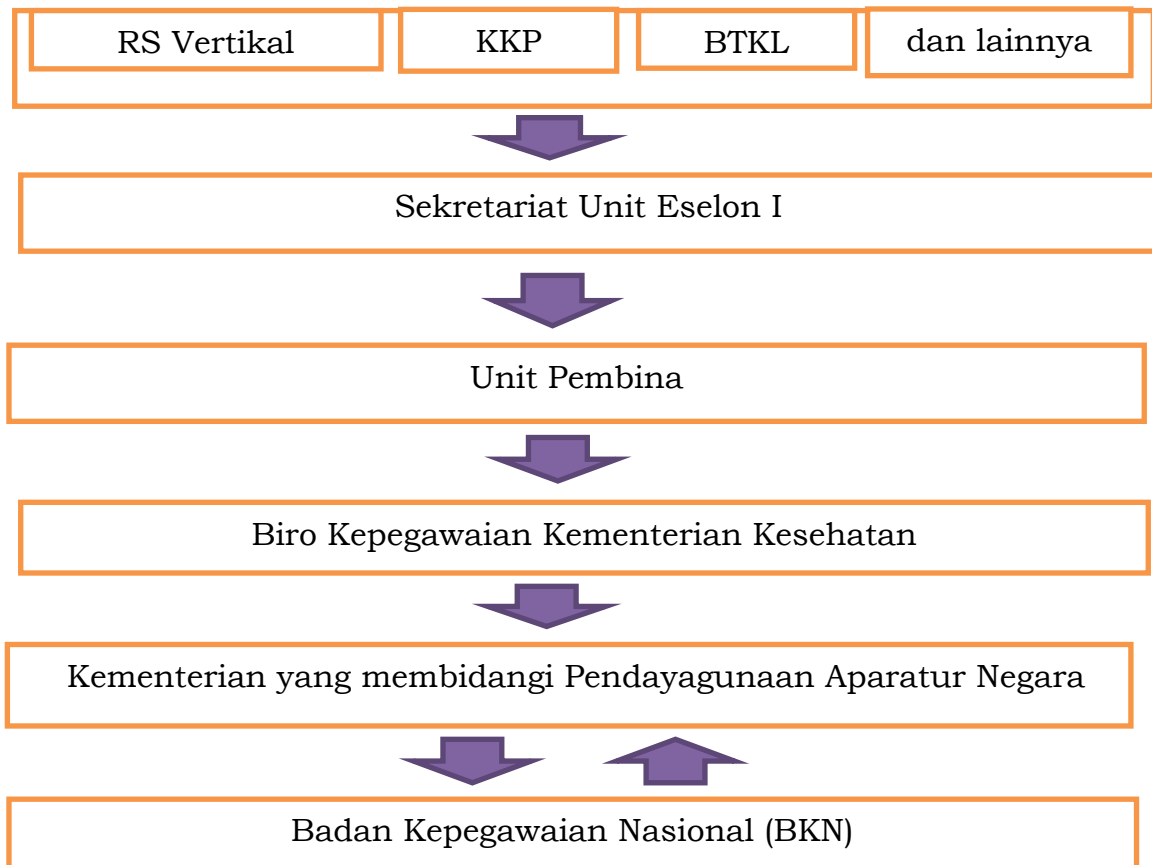 RS Vertikal KKP BTKL dan lainnya
Sekretariat Unit Eselon I
Unit Pembina
Biro Kepegawaian Kementerian Kesehatan
Kementerian yang membidangi Pendayagunaan Aparatur Negara
Badan Kepegawaian Nasional (BKN)